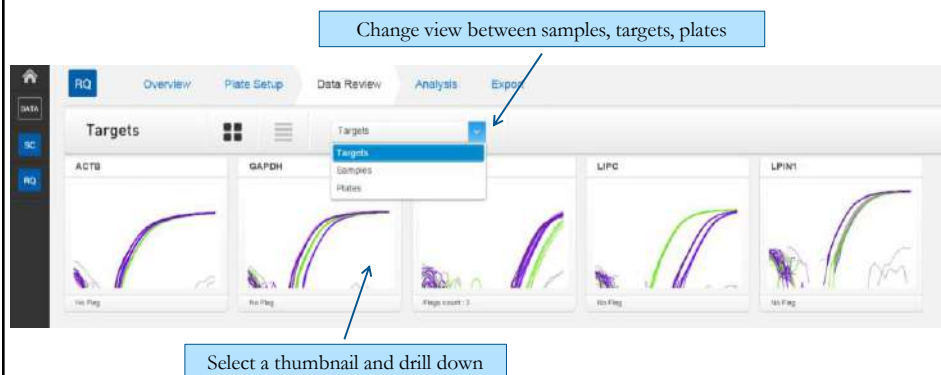 Change view between samples, targets, plates
RQ Overview Plate Setup Data Review Analysis Export
DATA
SC
RQ
Targets Targets
Targets
Samples
Plates
ACTB GAPDH LIPC LPIN1
No Flag No Flag Flags count : 3 No Flag No Flag
Select a thumbnail and drill down